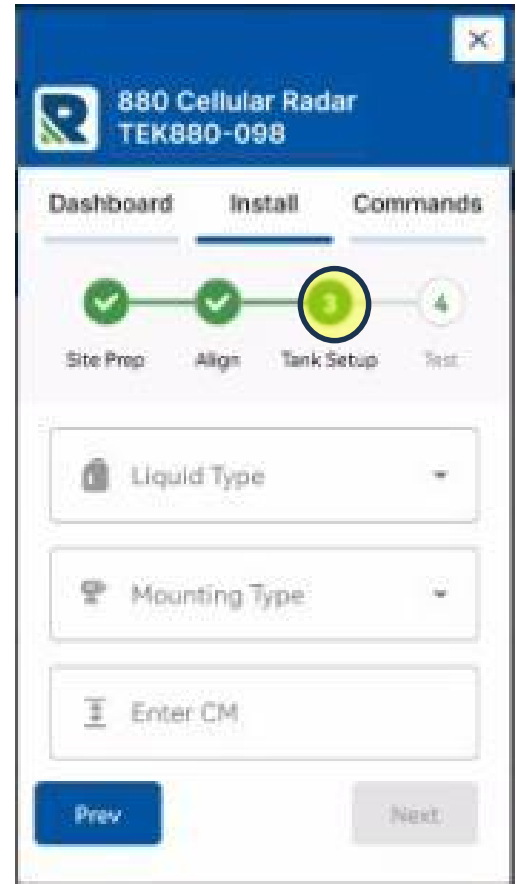 880 Cellular Radar
TEK880-098
Dashboard Install Commands
3 4
Site Prep Align Tank Setup Test
Liquid Type
Mounting Type
Enter CM
Prev Next